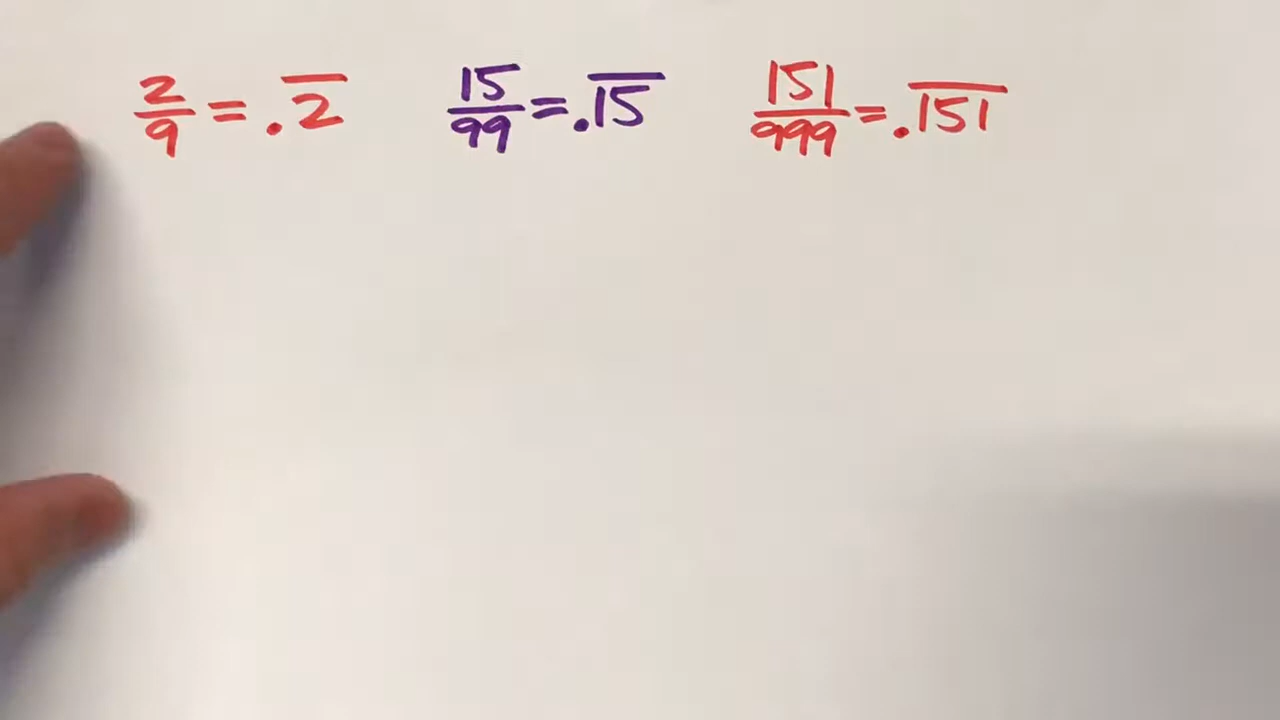 2/9 = .2̅ 15/99 = .1̅5̅ 151/999 = .1̅5̅1̅